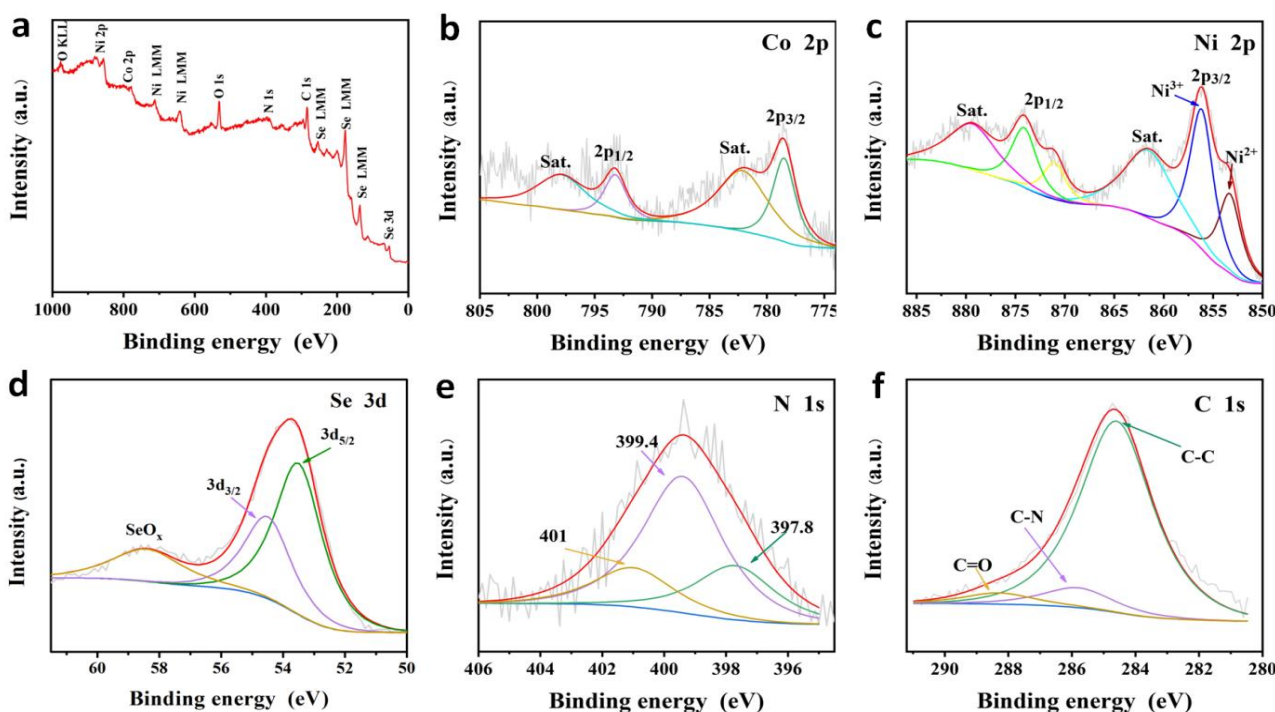 a
O KLL
Ni 2p
Co 2p
Ni LMM
Ni LMM
O 1s
N 1s
C 1s
Se LMM
Se LMM
Se LMM
Se 3d
Intensity (a.u.)
1000 800 600 400 200 0
Binding energy (eV)
b
Co 2p
Sat.
2p1/2
Sat.
2p3/2
Intensity (a.u.)
805 800 795 790 785 780 775
Binding energy (eV)
c
Ni 2p
Sat.
2p1/2
Sat.
Ni3+
2p3/2
Ni2+
Intensity (a.u.)
885 880 875 870 865 860 855 850
Binding energy (eV)
d
Se 3d
3d5/2
3d3/2
SeOx
Intensity (a.u.)
60 58 56 54 52 50
Binding energy (eV)
e
N 1s
399.4
401
397.8
Intensity (a.u.)
406 404 402 400 398 396
Binding energy (eV)
f
C 1s
C-C
C-N
C=O
Intensity (a.u.)
290 288 286 284 282 280
Binding energy (eV)